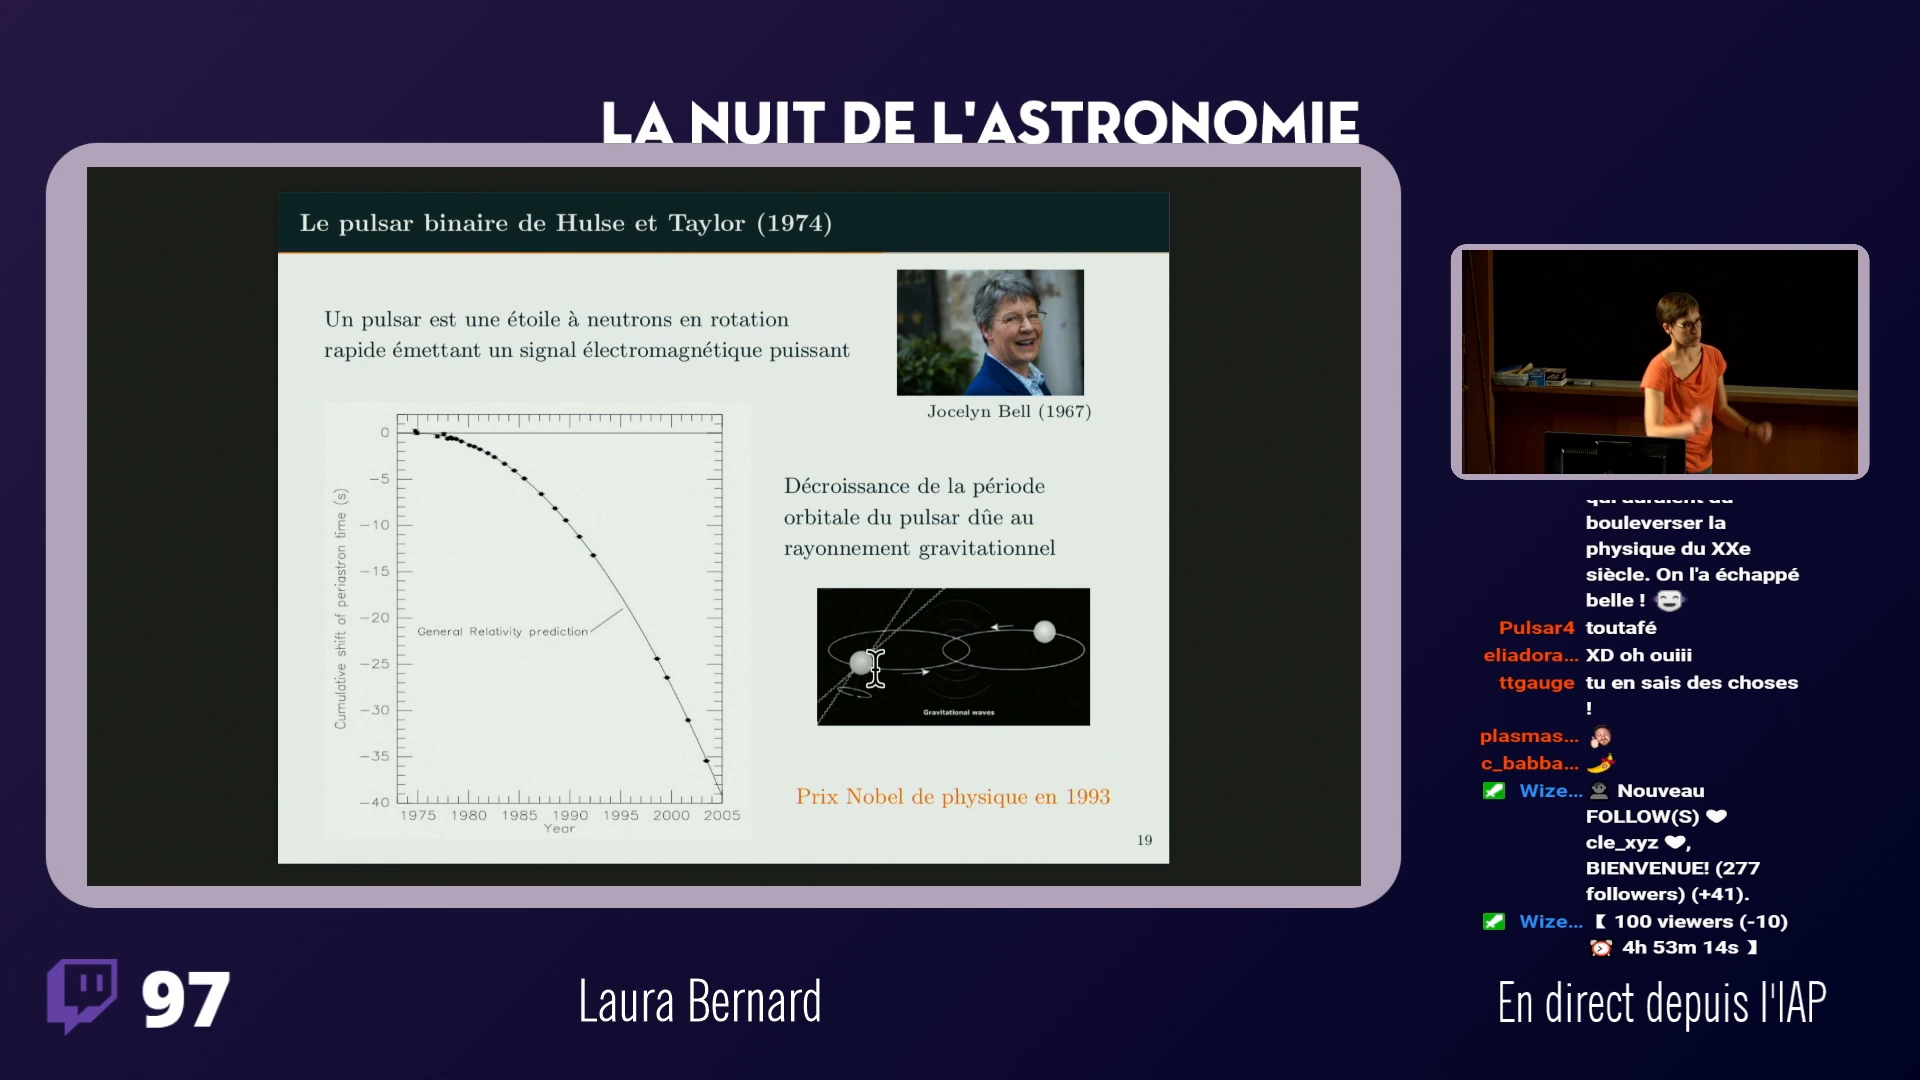 LA NUIT DE L'ASTRONOMIE
Le pulsar binaire de Hulse et Taylor (1974)
Un pulsar est une étoile à neutrons en rotation
rapide émettant un signal électromagnétique puissant
Jocelyn Bell (1967)
0
−5
−10
−15
−20
−25
−30
−35
−40
Cumulative shift of periastron time (s)
General Relativity prediction
1975 1980 1985 1990 1995 2000 2005
Year
Décroissance de la période
orbitale du pulsar dûe au
rayonnement gravitationnel
Gravitational waves
Prix Nobel de physique en 1993
19
bouleverser la
physique du XXe
siècle. On l'a échappé
belle !
Pulsar4 toutafé
eliadora... XD oh ouiii
ttgauge tu en sais des choses
!
plasmas...
c_babba...
Wize... Nouveau
FOLLOW(S)
cle_xyz ,
BIENVENUE! (277
followers) (+41).
Wize... 【 100 viewers (-10)
4h 53m 14s 】
97
Laura Bernard
En direct depuis l'IAP